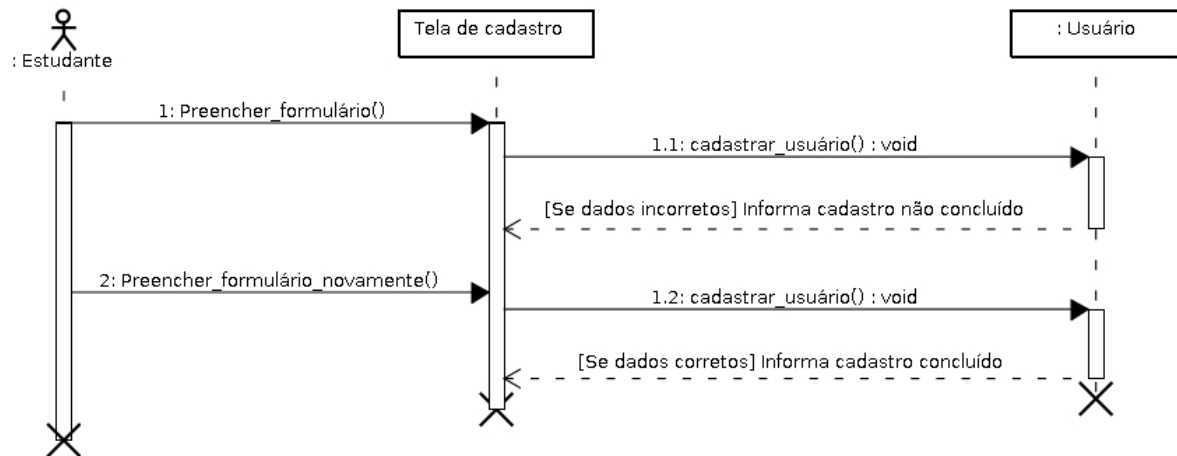 : Estudante
Tela de cadastro
: Usuário
1: Preencher_formulário()
1.1: cadastrar_usuário() : void
[Se dados incorretos] Informa cadastro não concluído
2: Preencher_formulário_novamente()
1.2: cadastrar_usuário() : void
[Se dados corretos] Informa cadastro concluído